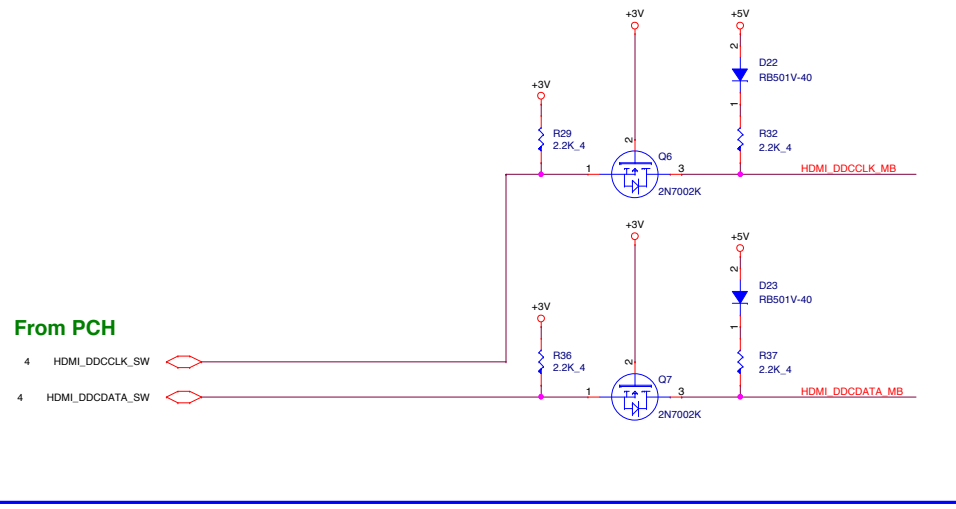 +3V
+5V
2
D22
RB501V-40
+3V
1
R29
2.2K_4
2
R32
2.2K_4
Q6
1
3
HDMI_DDCCLK_MB
2N7002K
+3V
+5V
2
D23
RB501V-40
+3V
From PCH
1
4 HDMI_DDCCLK_SW
R36
2.2K_4
2
R37
2.2K_4
Q7
4 HDMI_DDCDATA_SW
1
3
HDMI_DDCDATA_MB
2N7002K